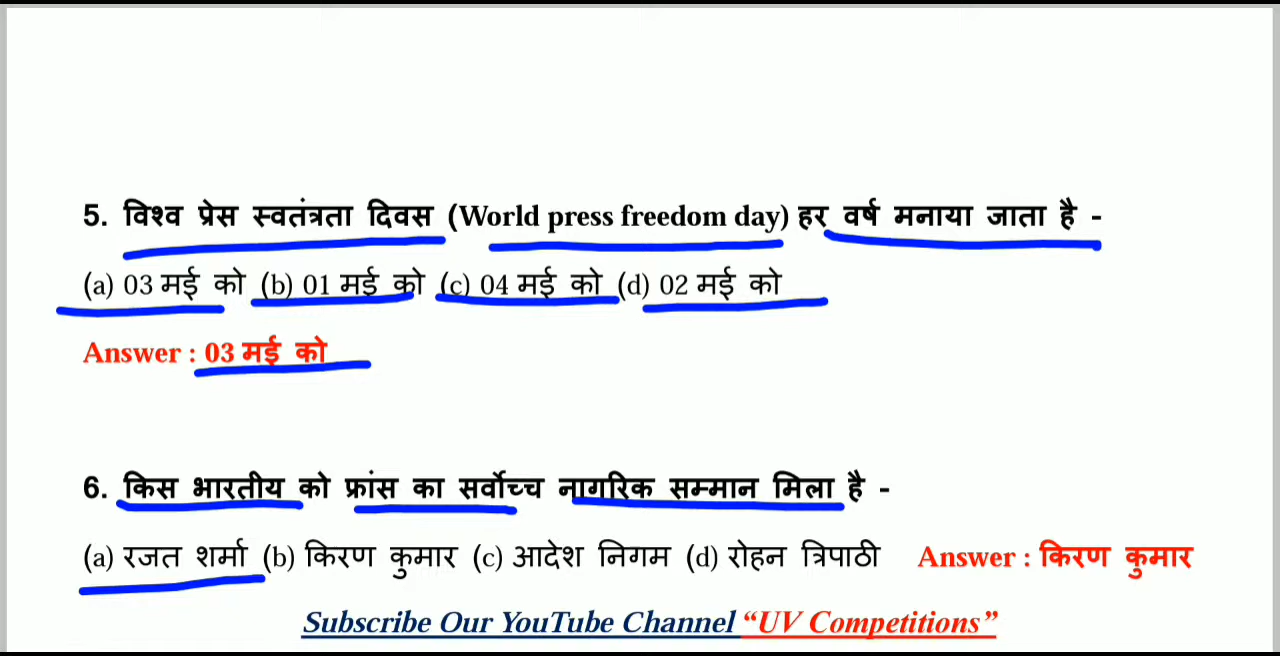 5. विश्व प्रेस स्वतंत्रता दिवस (World press freedom day) हर वर्ष मनाया जाता है -
(a) 03 मई को (b) 01 मई को (c) 04 मई को (d) 02 मई को
Answer : 03 मई को
6. किस भारतीय को फ्रांस का सर्वोच्च नागरिक सम्मान मिला है -
(a) रजत शर्मा (b) किरण कुमार (c) आदेश निगम (d) रोहन त्रिपाठी Answer : किरण कुमार
Subscribe Our YouTube Channel “UV Competitions”